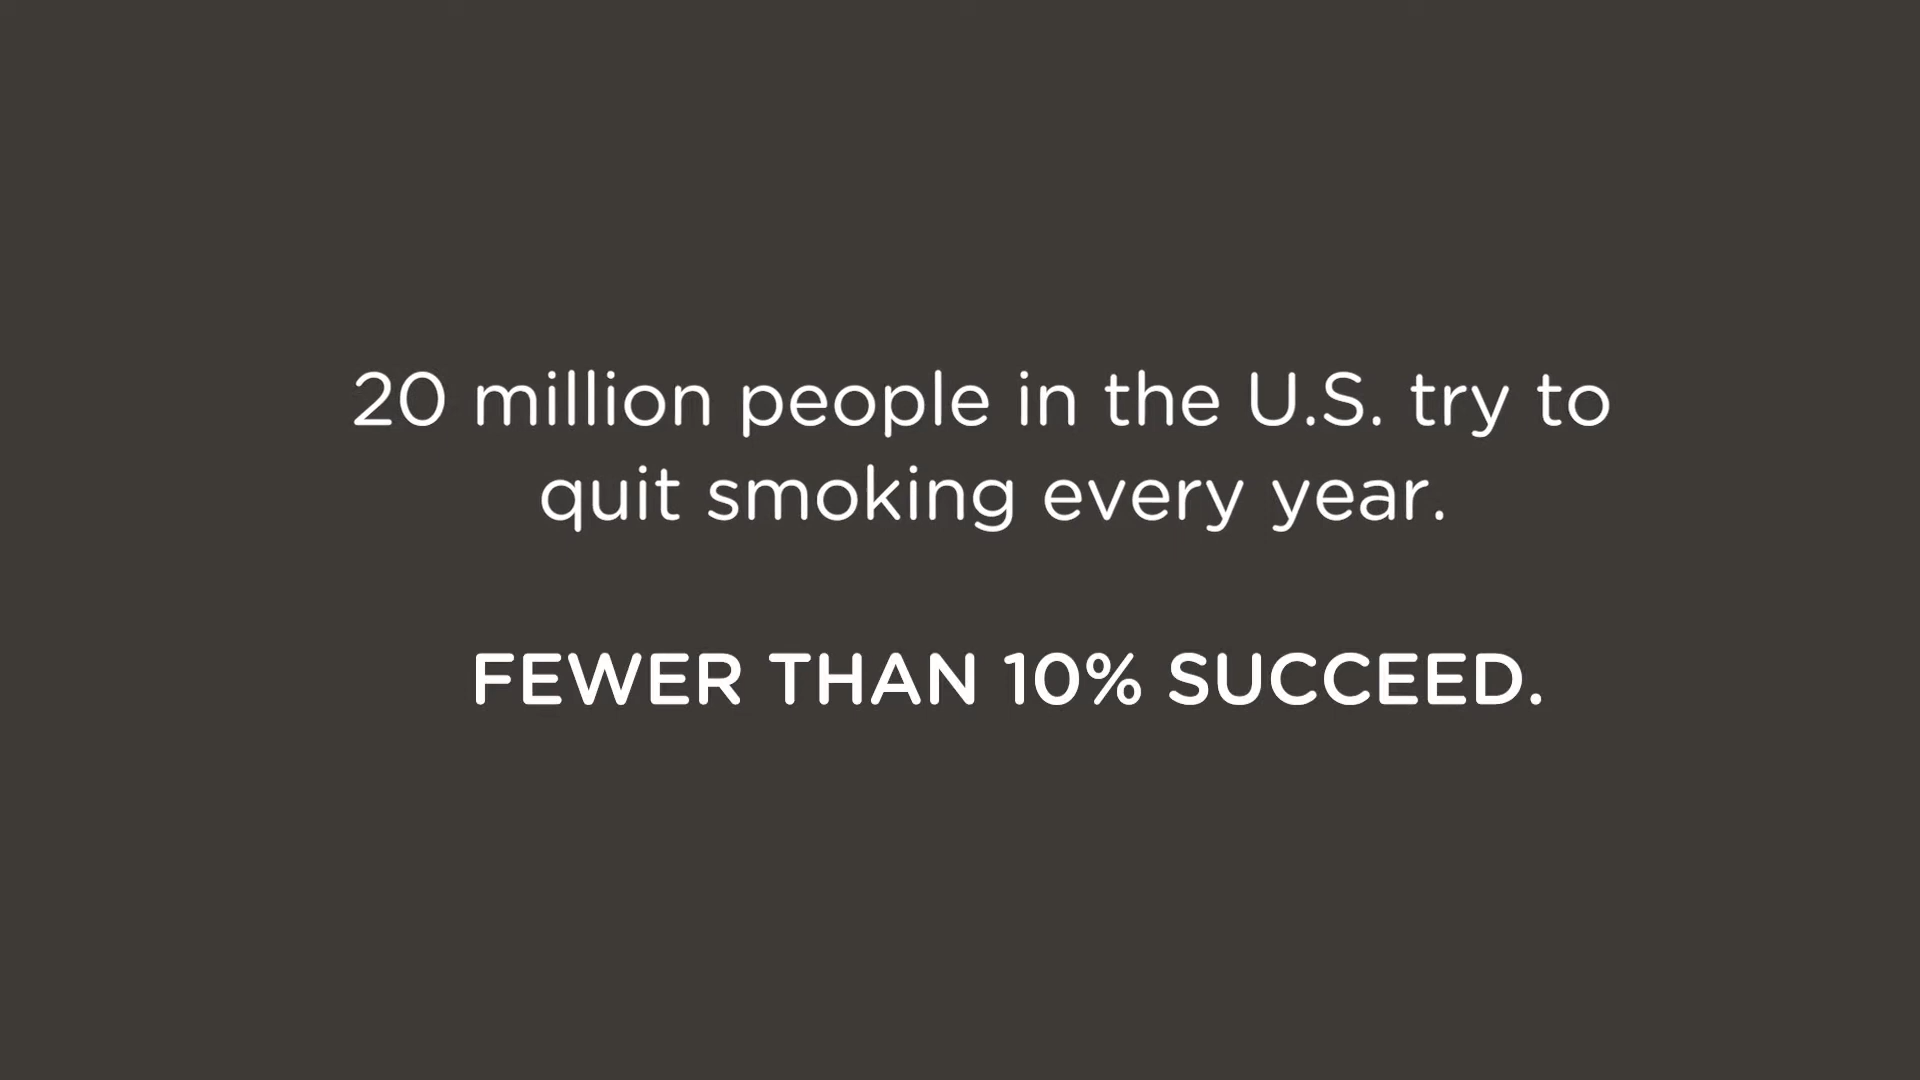 20 million people in the U.S. try to
quit smoking every year.
FEWER THAN 10% SUCCEED.